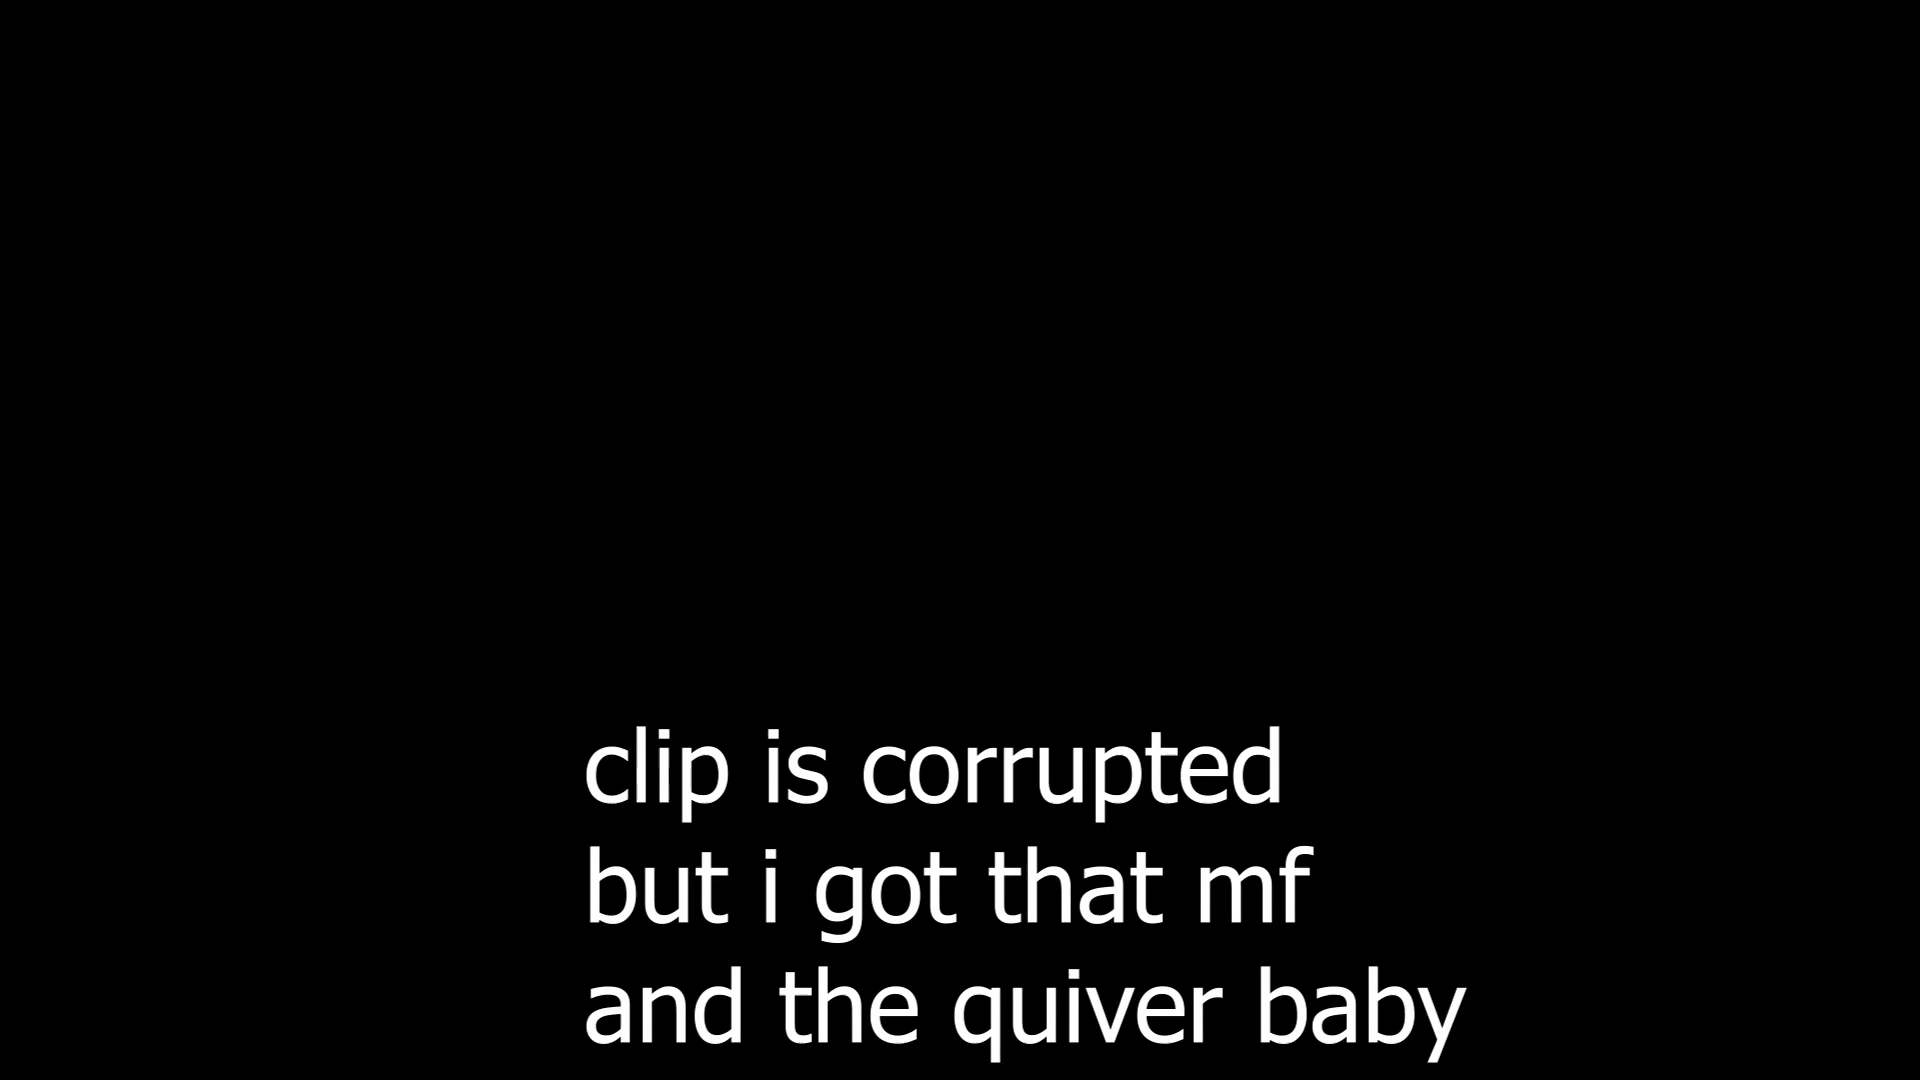 clip is corrupted
but i got that mf
and the quiver baby